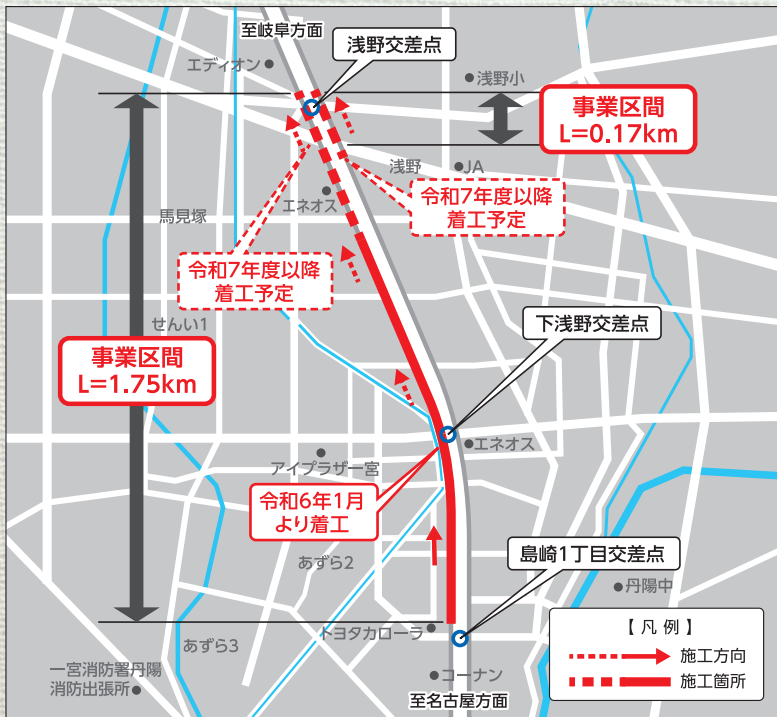 至岐阜方面
浅野交差点
エディオン
浅野小
事業区間
L=0.17km
浅野
JA
令和7年度以降
着工予定
エネオス
馬見塚
令和7年度以降
着工予定
せんい1
下浅野交差点
事業区間
L=1.75km
エネオス
アイプラザ一宮
令和6年1月
より着工
島崎1丁目交差点
あずら2
丹陽中
トヨタカローラ
【凡例】
施工方向
施工箇所
あずら3
一宮消防署丹陽
消防出張所
コーナン
至名古屋方面